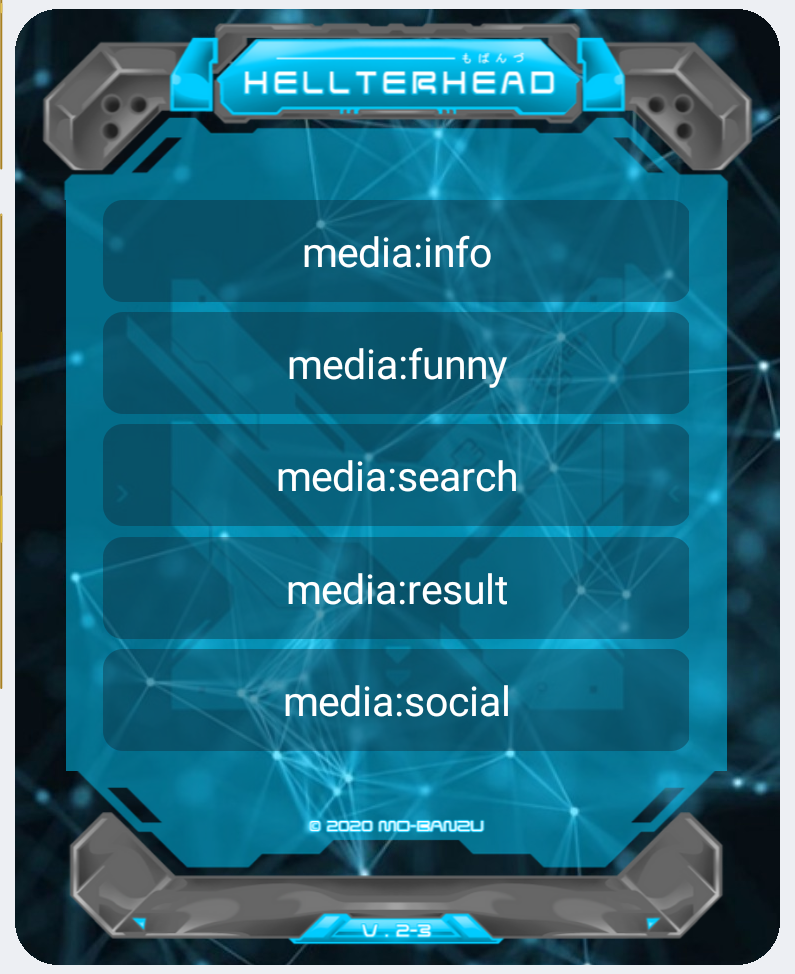 もばんづ
HELLTERHEAD
media:info
media:funny
media:search
media:result
media:social
© 2020 MO-BANZU
V . 2-3